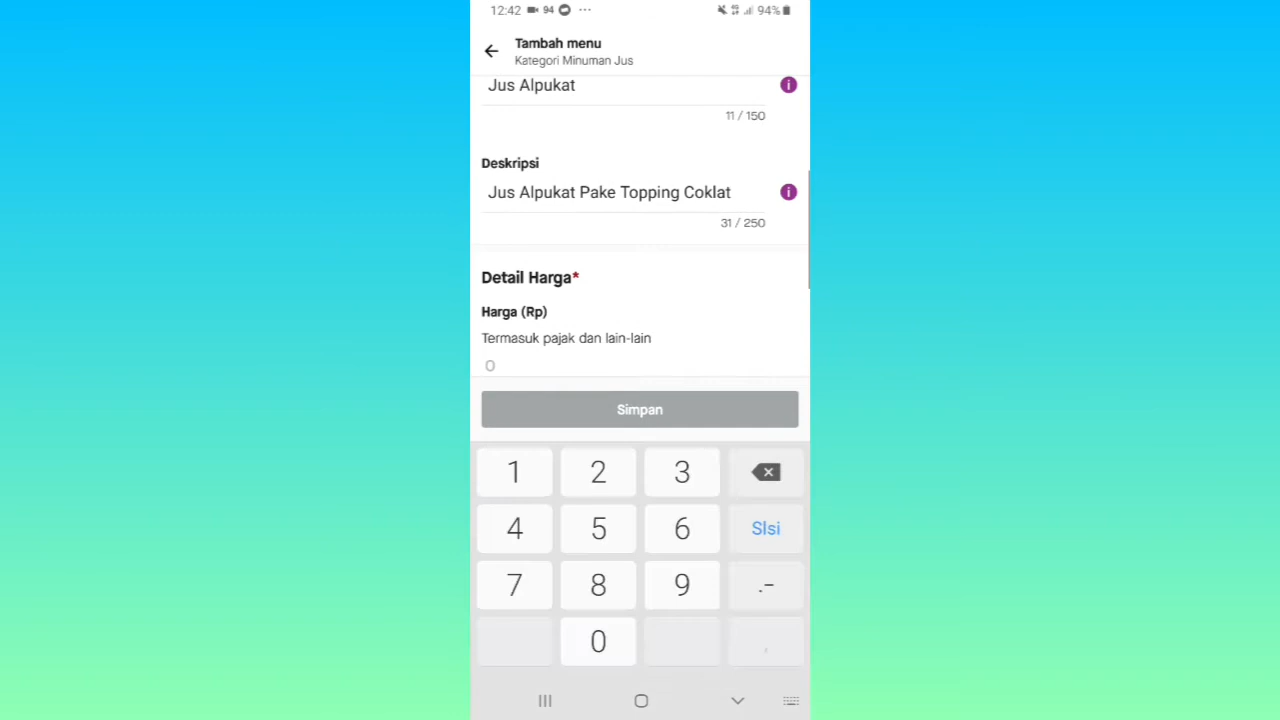 12:42 94 ... 94%
Tambah menu
Kategori Minuman Jus
Jus Alpukat
11 / 150
Deskripsi
Jus Alpukat Pake Topping Coklat
31 / 250
Detail Harga*
Harga (Rp)
Termasuk pajak dan lain-lain
0
Simpan
1 2 3
4 5 6 Slsi
7 8 9 .-
0 ,